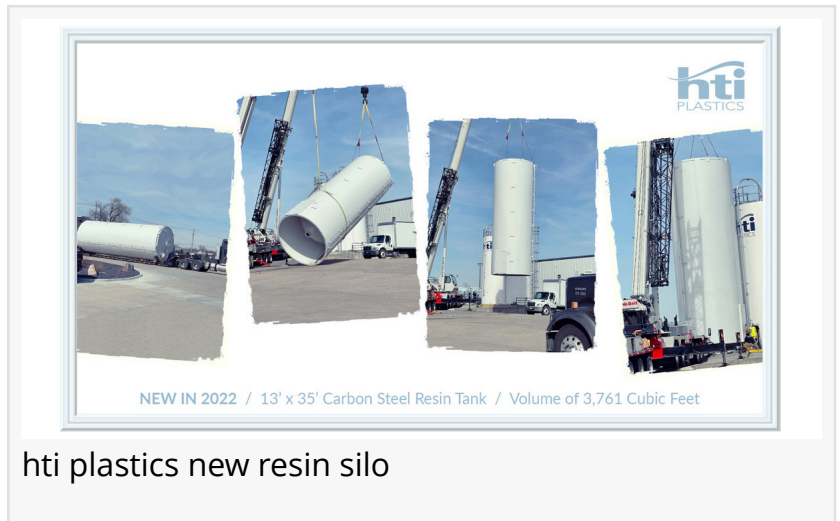 hti
PLASTICS
hti
NEW IN 2022 / 13' x 35' Carbon Steel Resin Tank / Volume of 3,761 Cubic Feet
hti plastics new resin silo